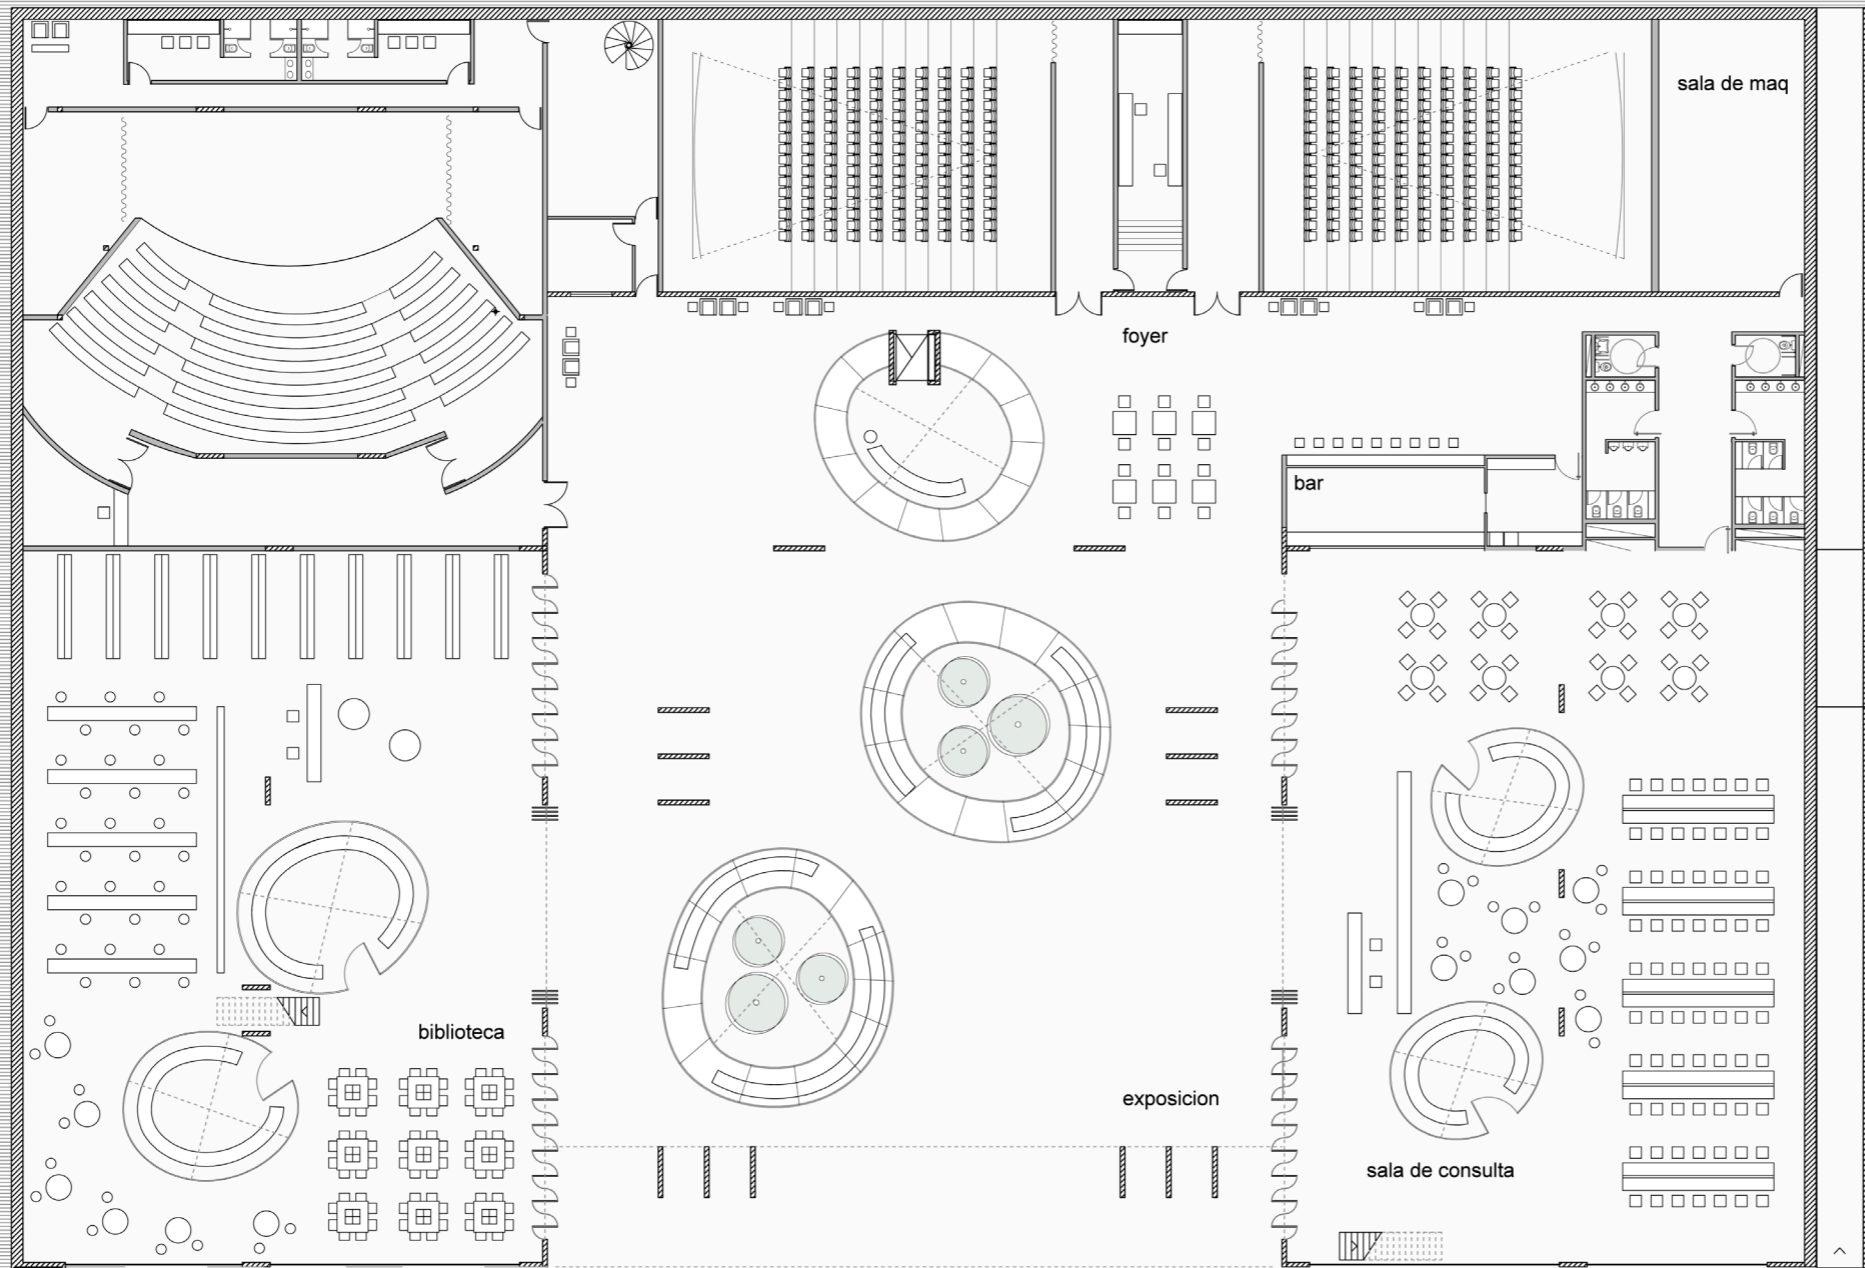 sala de maq
foyer
bar
biblioteca
exposicion
sala de consulta